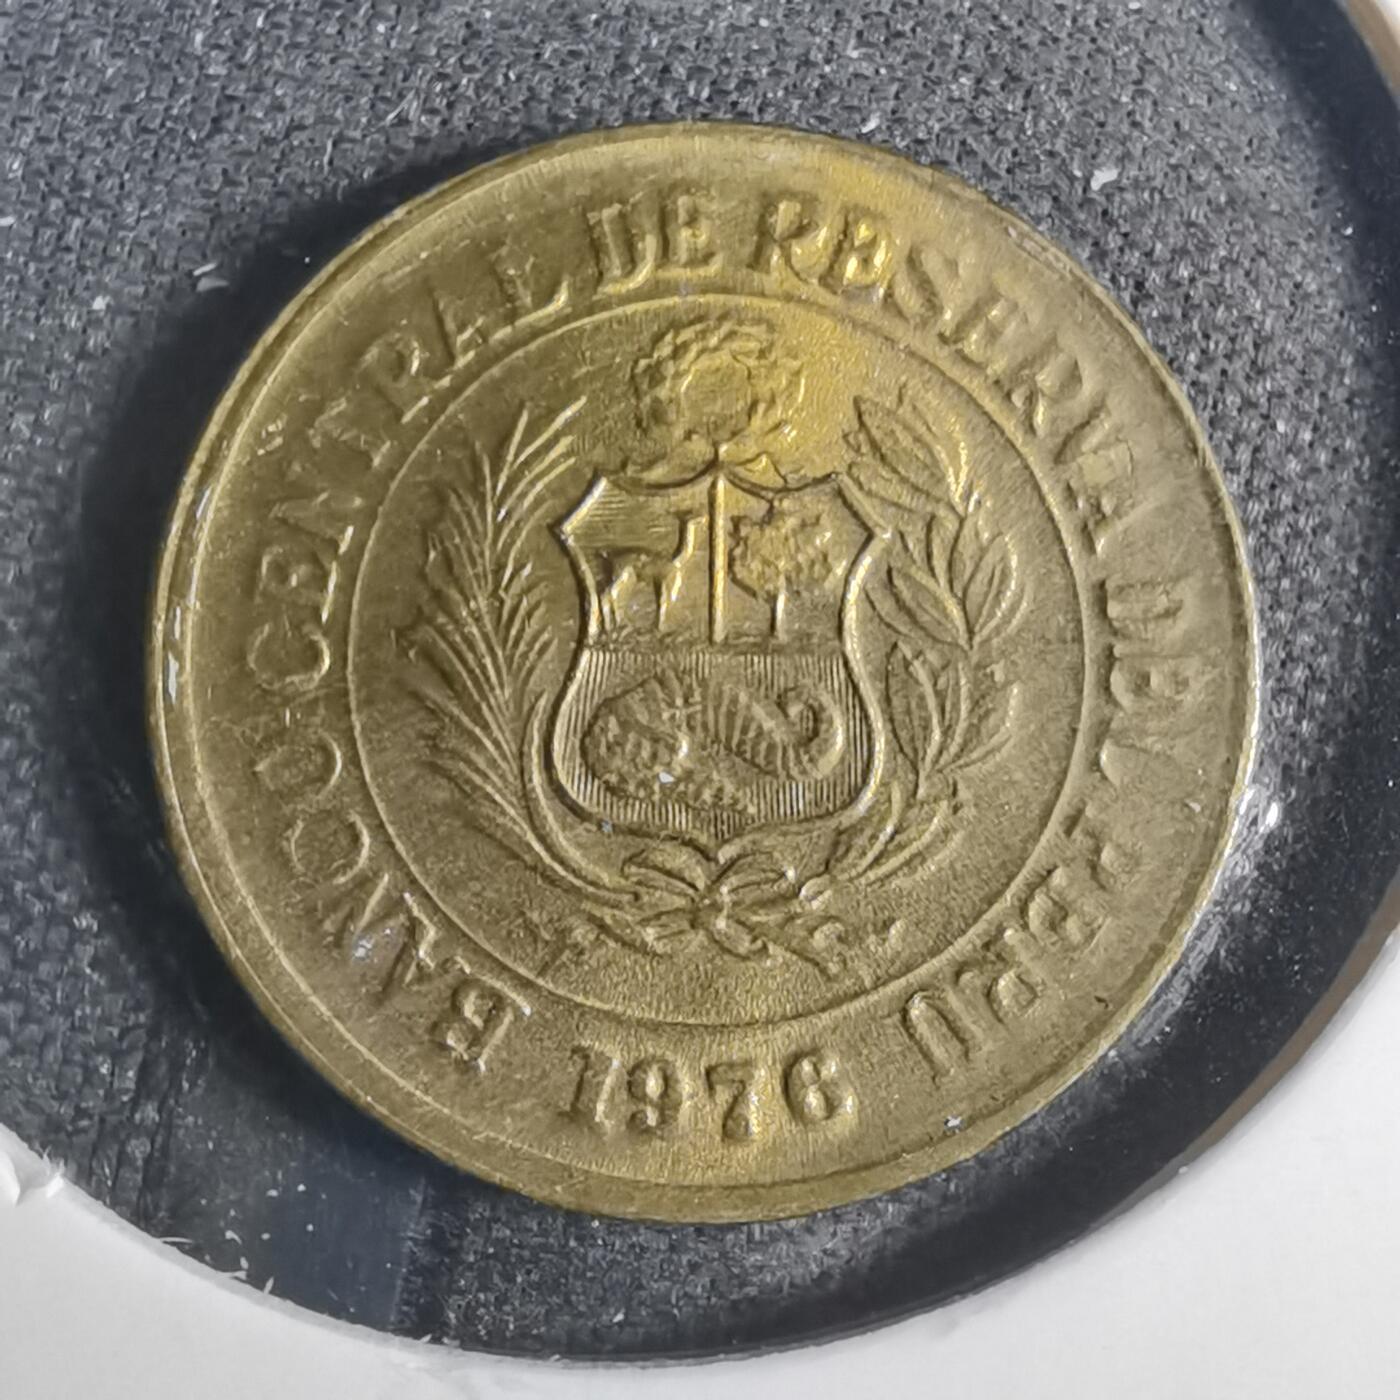 BANCO CENTRAL DE RESERVA DEL PERU
1976